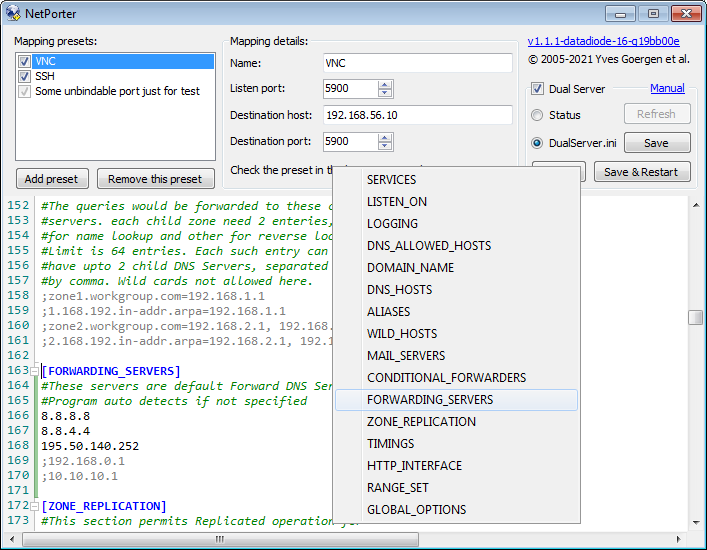 NetPorter
Mapping presets:
VNC
SSH
Some unbindable port just for test
Add preset
Remove this preset
Mapping details:
Name:
VNC
Listen port:
5900
Destination host:
192.168.56.10
Destination port:
5900
Check the preset in th
v1.1.1-datadiode-16-g19bb00e
© 2005-2021 Yves Goergen et al.
Dual Server
Manual
Status
Refresh
DualServer.ini
Save
Save & Restart
152 #The queries would be forwarded to these
153 #servers. each child zone need 2 enteries,
154 #for name lookup and other for reverse loo
155 #Limit is 64 entries. Each such entry can
156 #have upto 2 child DNS Servers, separated
157 #by comma. Wild cards not allowed here.
158 ;zone1.workgroup.com=192.168.1.1
159 ;1.168.192.in-addr.arpa=192.168.1.1
160 ;zone2.workgroup.com=192.168.2.1, 192.16
161 ;2.168.192.in-addr.arpa=192.168.2.1, 192.1
162
163 [FORWARDING_SERVERS]
164 #These servers are default Forward DNS Ser
165 #Program auto detects if not specified
166 8.8.8.8
167 8.8.4.4
168 195.50.140.252
169 ;192.168.0.1
170 ;10.10.10.1
171
172 [ZONE_REPLICATION]
173 #This section permits Replicated operation for
SERVICES
LISTEN_ON
LOGGING
DNS_ALLOWED_HOSTS
DOMAIN_NAME
DNS_HOSTS
ALIASES
WILD_HOSTS
MAIL_SERVERS
CONDITIONAL_FORWARDERS
FORWARDING_SERVERS
ZONE_REPLICATION
TIMINGS
HTTP_INTERFACE
RANGE_SET
GLOBAL_OPTIONS